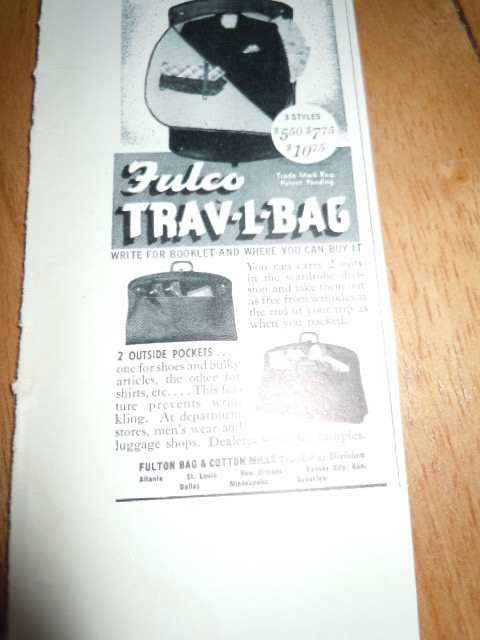 3 STYLES
$5.50 $7.75
$10.75
Fulco
Trade Mark Reg.
Patent Pending
TRAV-L-BAG
WRITE FOR BOOKLET AND WHERE YOU CAN BUY IT
You can carry 2 suits
in the wardrobe divi-
sion and take them out
as free from wrinkles at
the end of your trip as
when you packed.
2 OUTSIDE POCKETS...
one for shoes and bulky
articles, the other for
shirts, etc.... This fea-
ture prevents wrin-
kling. At department
stores, men's wear and
luggage shops. Dealers: samples.
FULTON BAG & COTTON MILLS Trav-L-Bag Division
Atlanta St. Louis New Orleans Kansas City, Kan.
Dallas Minneapolis Brooklyn